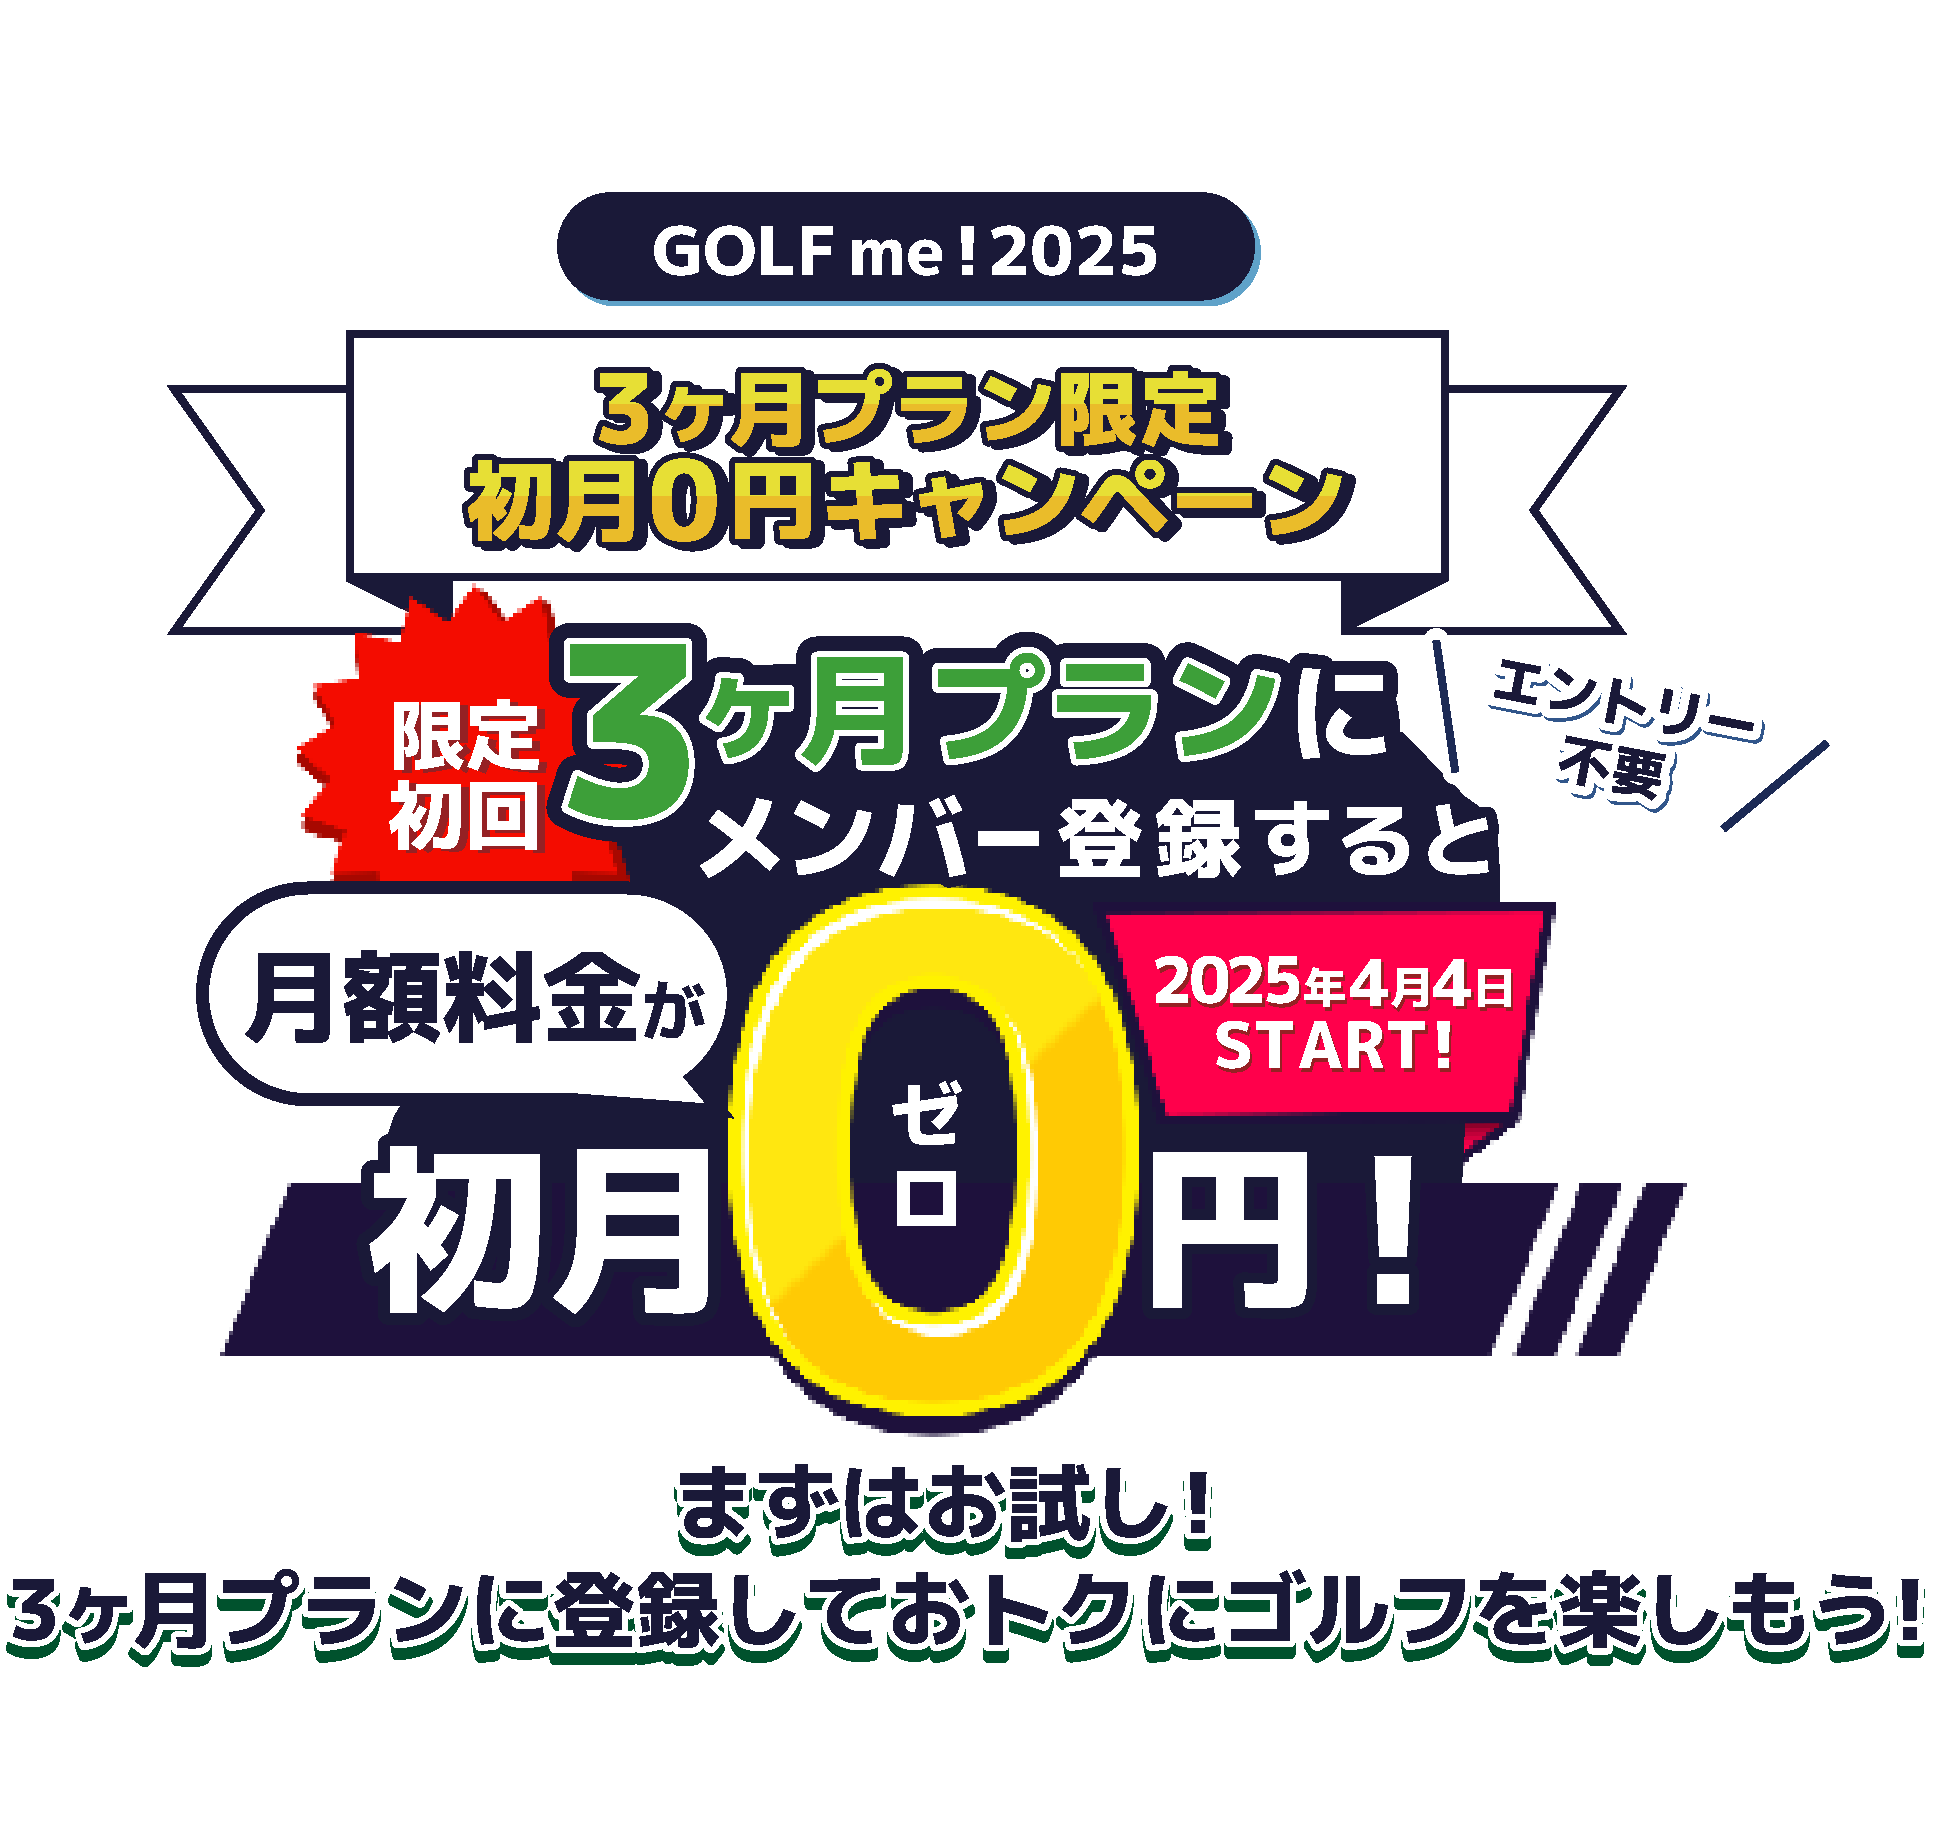 GOLF me！2025
3ヶ月プラン限定
初月0円キャンペーン
限定
初回
3ヶ月プランに
メンバー登録すると
エントリー
不要
月額料金が
2025年4月4日
START！
初月0円！
ゼロ
まずはお試し！
3ヶ月プランに登録しておトクにゴルフを楽しもう！